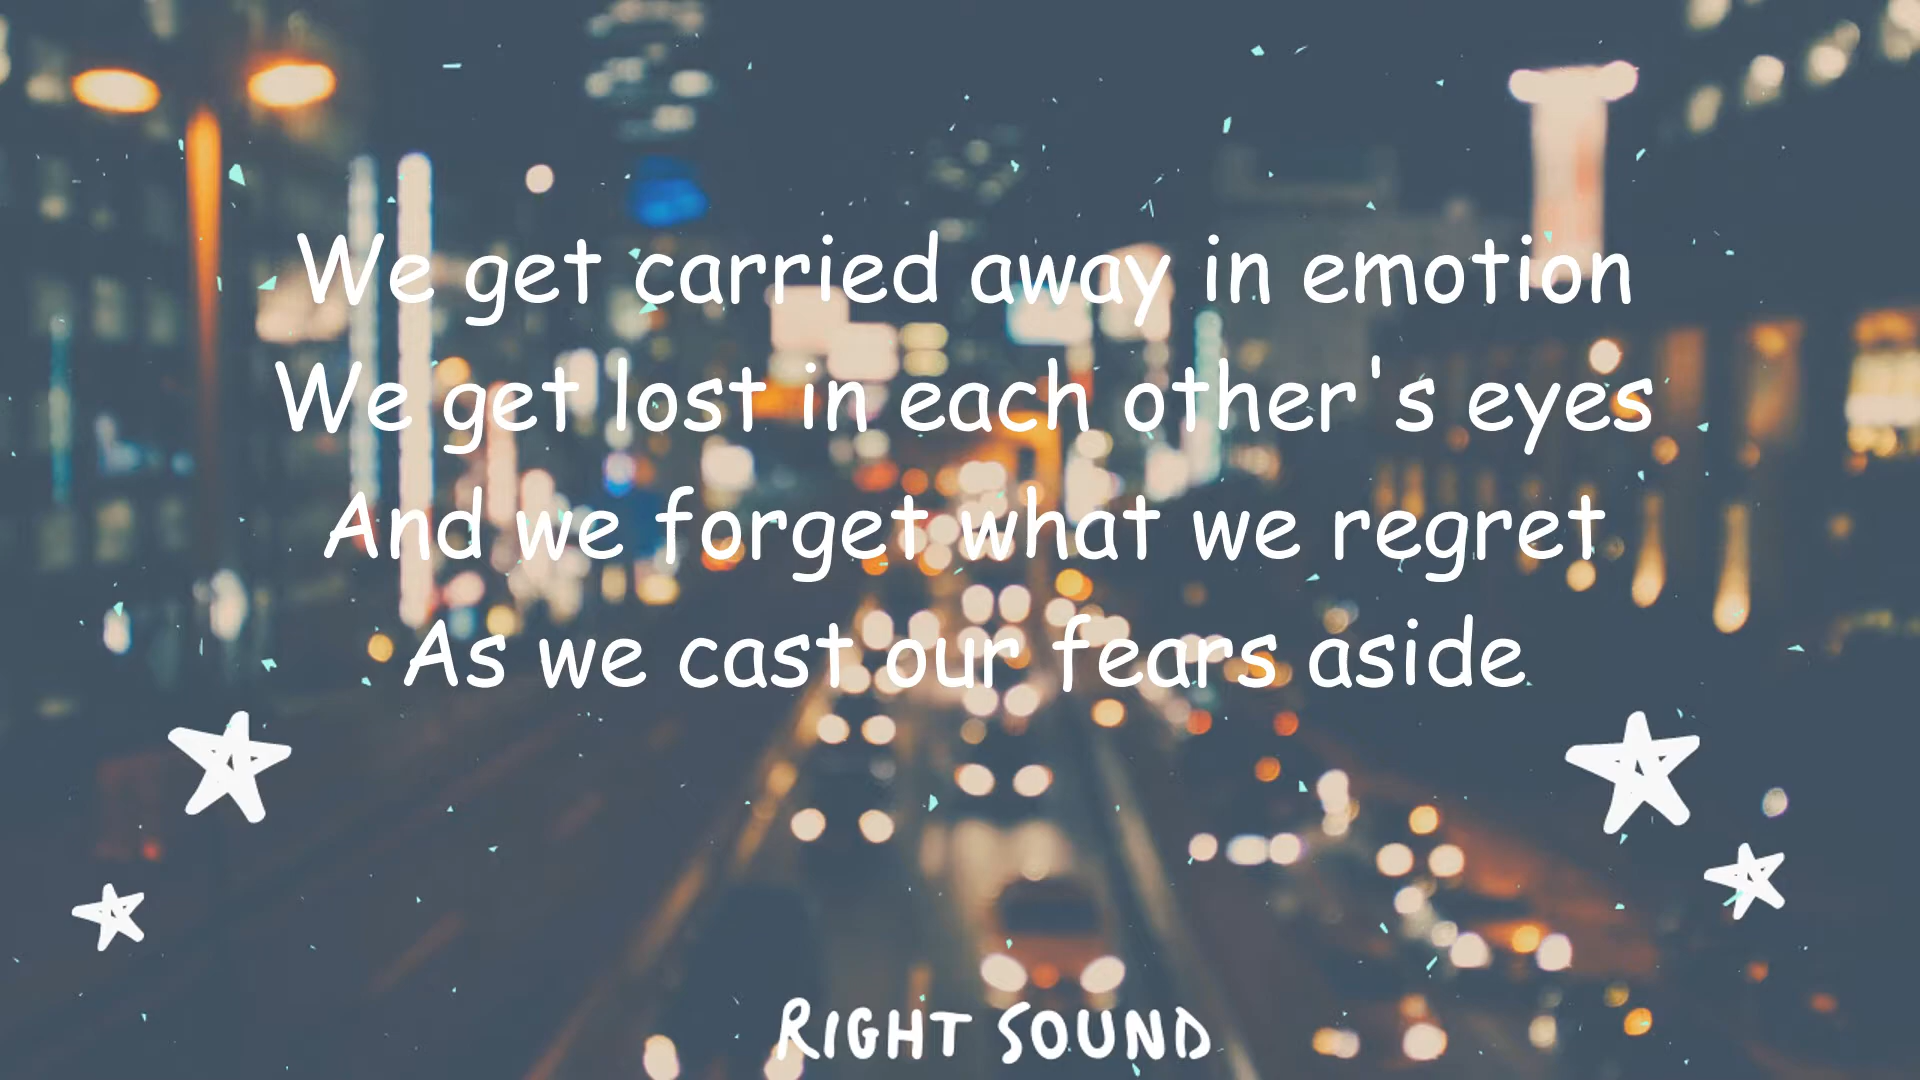 We get carried away in emotion
We get lost in each other's eyes
And we forget what we regret
As we cast our fears aside
RIGHT SOUND